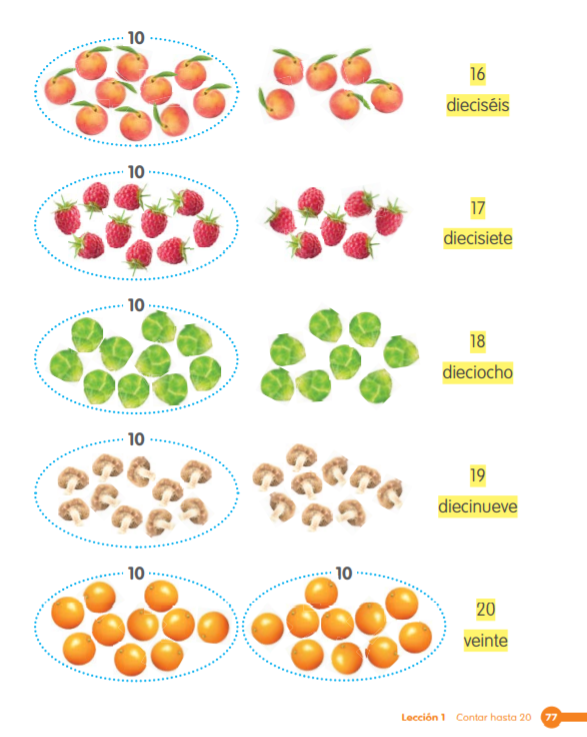 10
16
dieciséis
10
17
diecisiete
10
18
dieciocho
10
19
diecinueve
10
10
20
veinte
Lección 1 Contar hasta 20 77